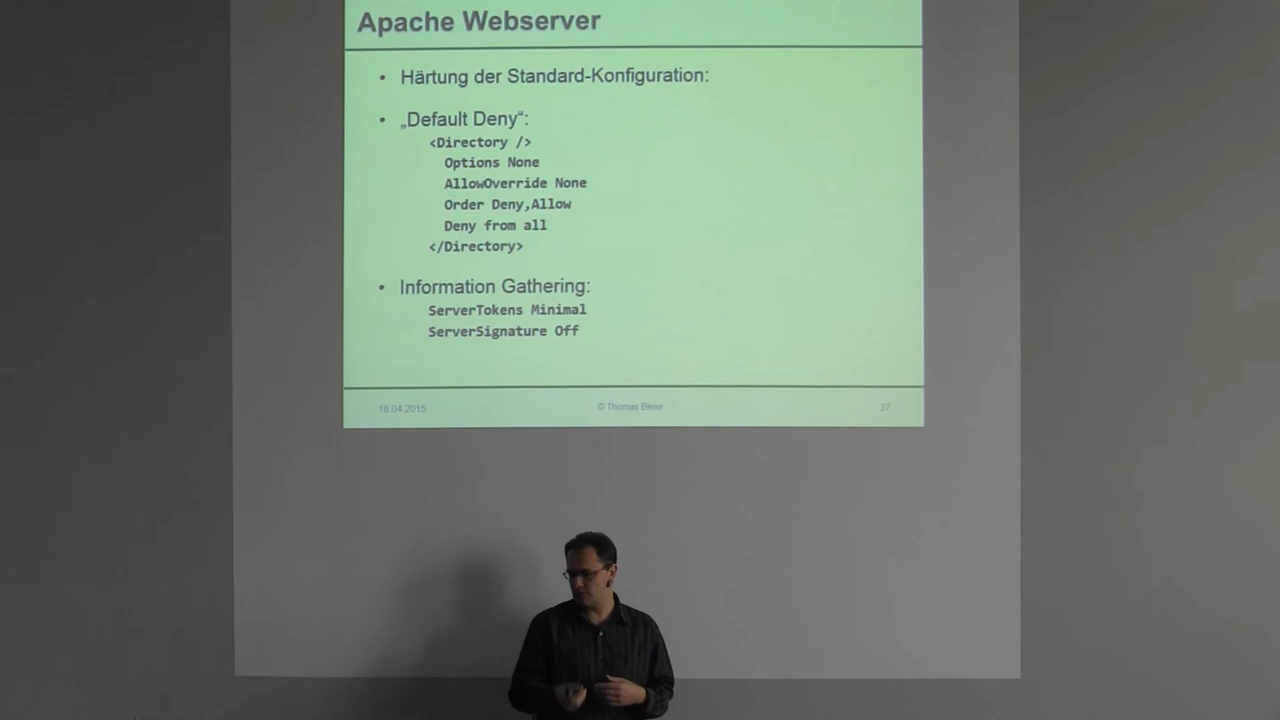 Apache Webserver
• Härtung der Standard-Konfiguration:
• „Default Deny“:
<Directory />
Options None
AllowOverride None
Order Deny,Allow
Deny from all
</Directory>
• Information Gathering:
ServerTokens Minimal
ServerSignature Off
18.04.2015 © Thomas Bleier 37